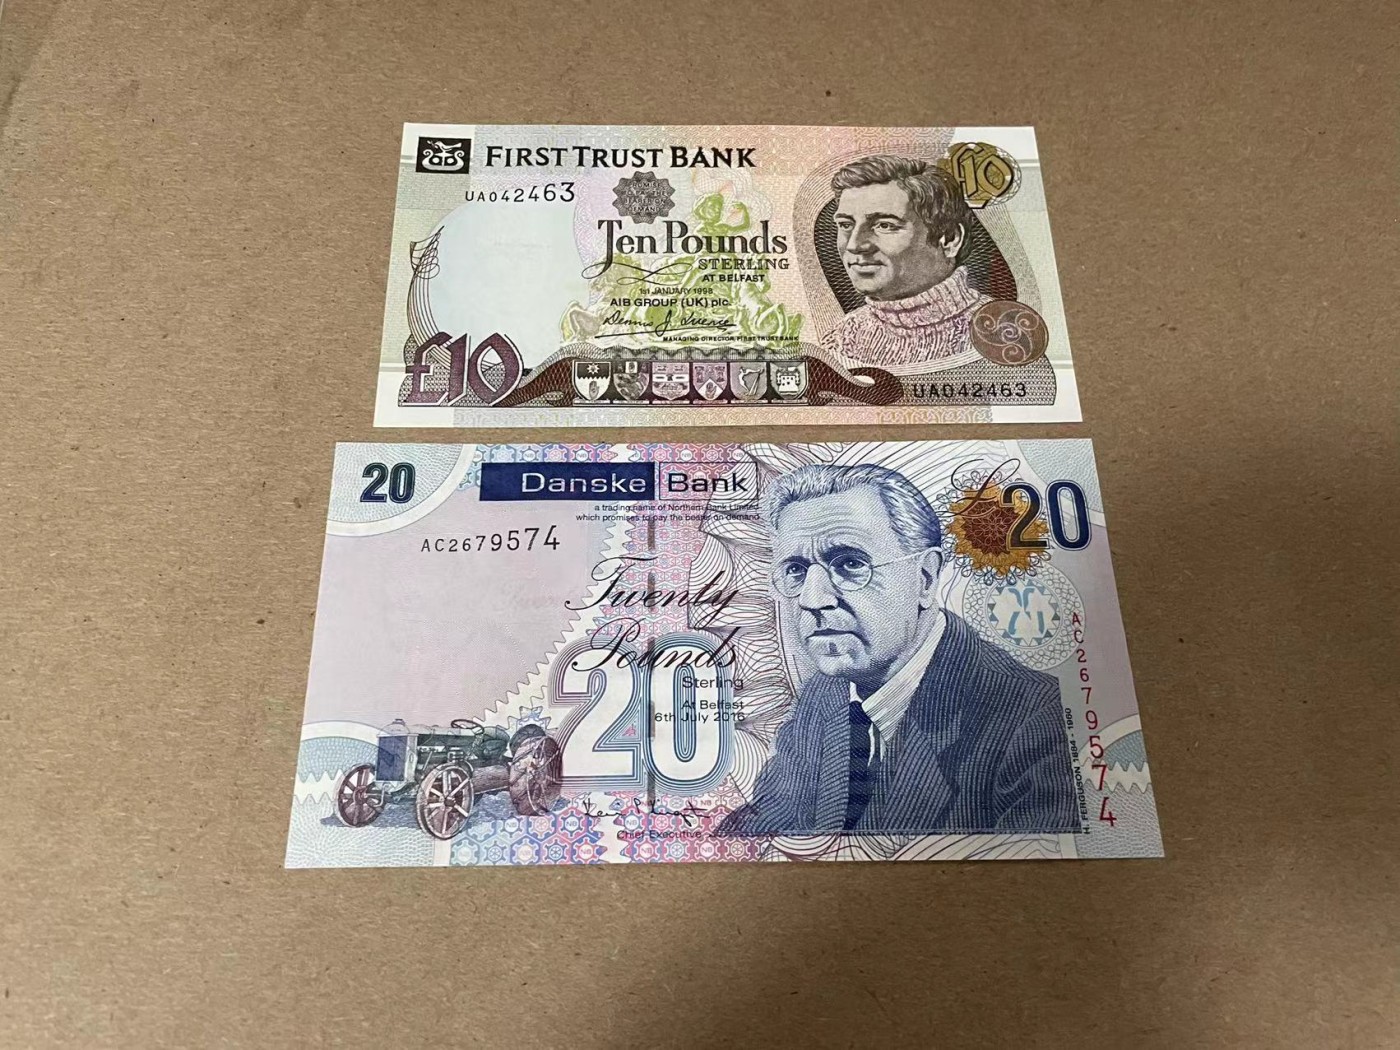 FIRST TRUST BANK
£10
UA042463
Ten Pounds
STERLING
AT BELFAST
1st JANUARY 1998
AIB GROUP (UK) plc.
MANAGING DIRECTOR FIRST TRUST BANK
£10
UA042463
20
Danske Bank
£20
a trading name of Northern Bank Limited
which promises to pay the bearer on demand
AC2679574
Twenty
Pounds
20
Sterling
At Belfast
6th July 2016
Chief Executive
AC2679574
H. FERGUSON 1884 - 1960